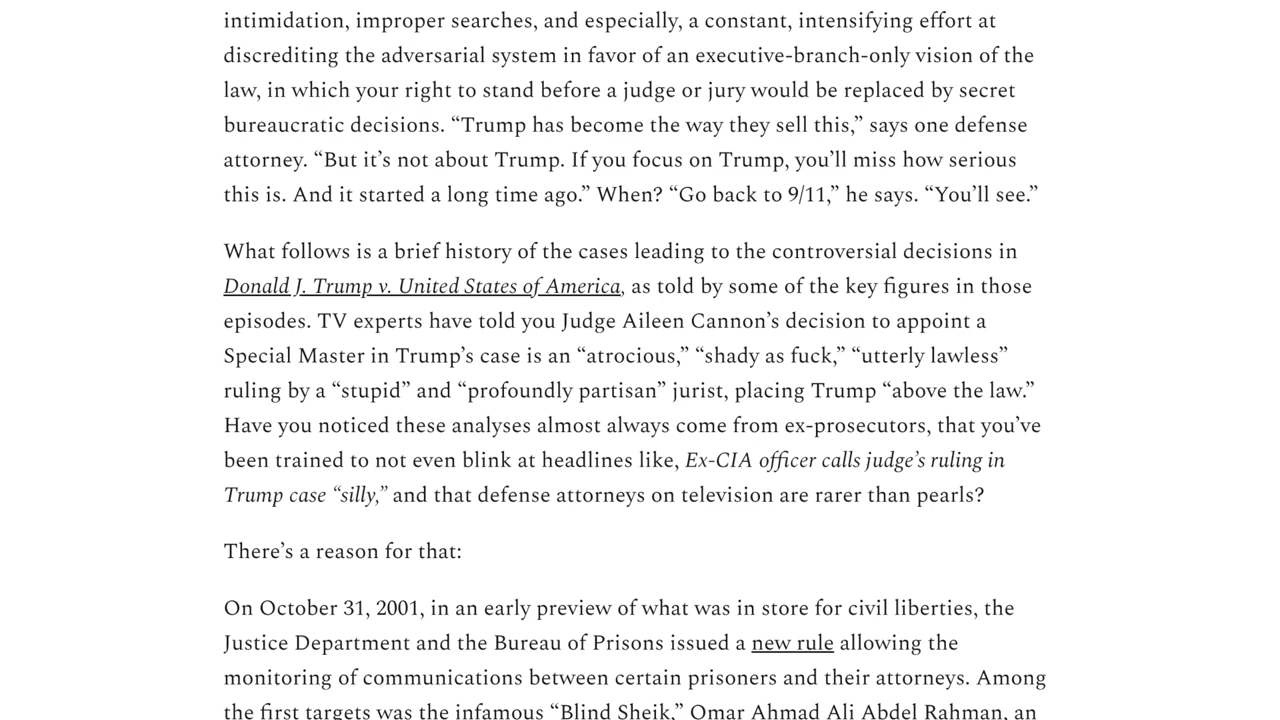 intimidation, improper searches, and especially, a constant, intensifying effort at
discrediting the adversarial system in favor of an executive-branch-only vision of the
law, in which your right to stand before a judge or jury would be replaced by secret
bureaucratic decisions. “Trump has become the way they sell this,” says one defense
attorney. “But it’s not about Trump. If you focus on Trump, you’ll miss how serious
this is. And it started a long time ago.” When? “Go back to 9/11,” he says. “You’ll see.”
What follows is a brief history of the cases leading to the controversial decisions in
Donald J. Trump v. United States of America, as told by some of the key figures in those
episodes. TV experts have told you Judge Aileen Cannon’s decision to appoint a
Special Master in Trump’s case is an “atrocious,” “shady as fuck,” “utterly lawless”
ruling by a “stupid” and “profoundly partisan” jurist, placing Trump “above the law.”
Have you noticed these analyses almost always come from ex-prosecutors, that you’ve
been trained to not even blink at headlines like, Ex-CIA officer calls judge’s ruling in
Trump case “silly,” and that defense attorneys on television are rarer than pearls?
There’s a reason for that:
On October 31, 2001, in an early preview of what was in store for civil liberties, the
Justice Department and the Bureau of Prisons issued a new rule allowing the
monitoring of communications between certain prisoners and their attorneys. Among
the first targets was the infamous “Blind Sheik,” Omar Ahmad Ali Abdel Rahman, an